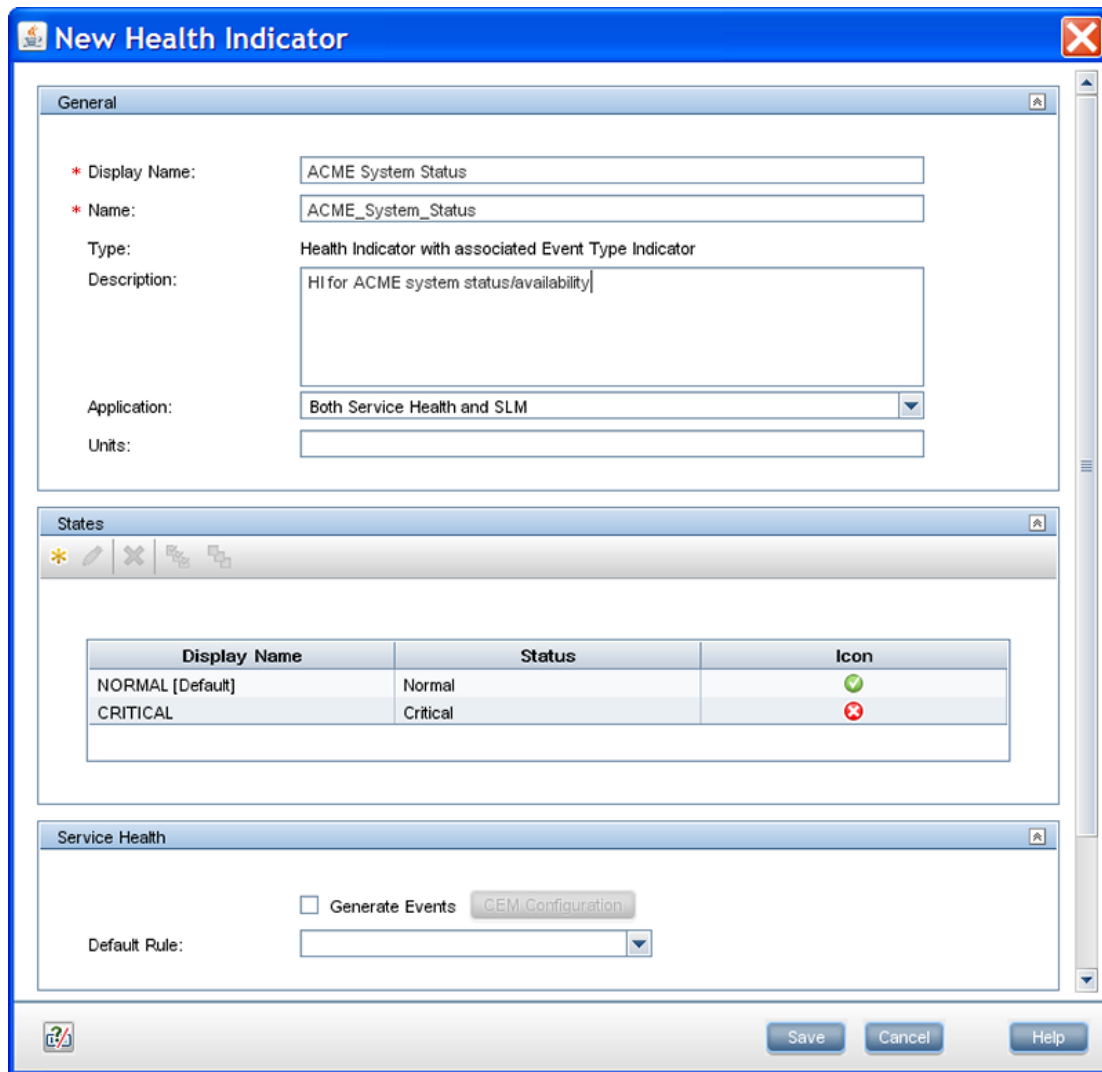 New Health Indicator
General
* Display Name: ACME System Status
* Name: ACME_System_Status
Type: Health Indicator with associated Event Type Indicator
Description: HI for ACME system status/availability
Application: Both Service Health and SLM
Units:
States
Display Name Status Icon
NORMAL [Default] Normal
CRITICAL Critical
Service Health
Generate Events CEM Configuration
Default Rule:
Save Cancel Help